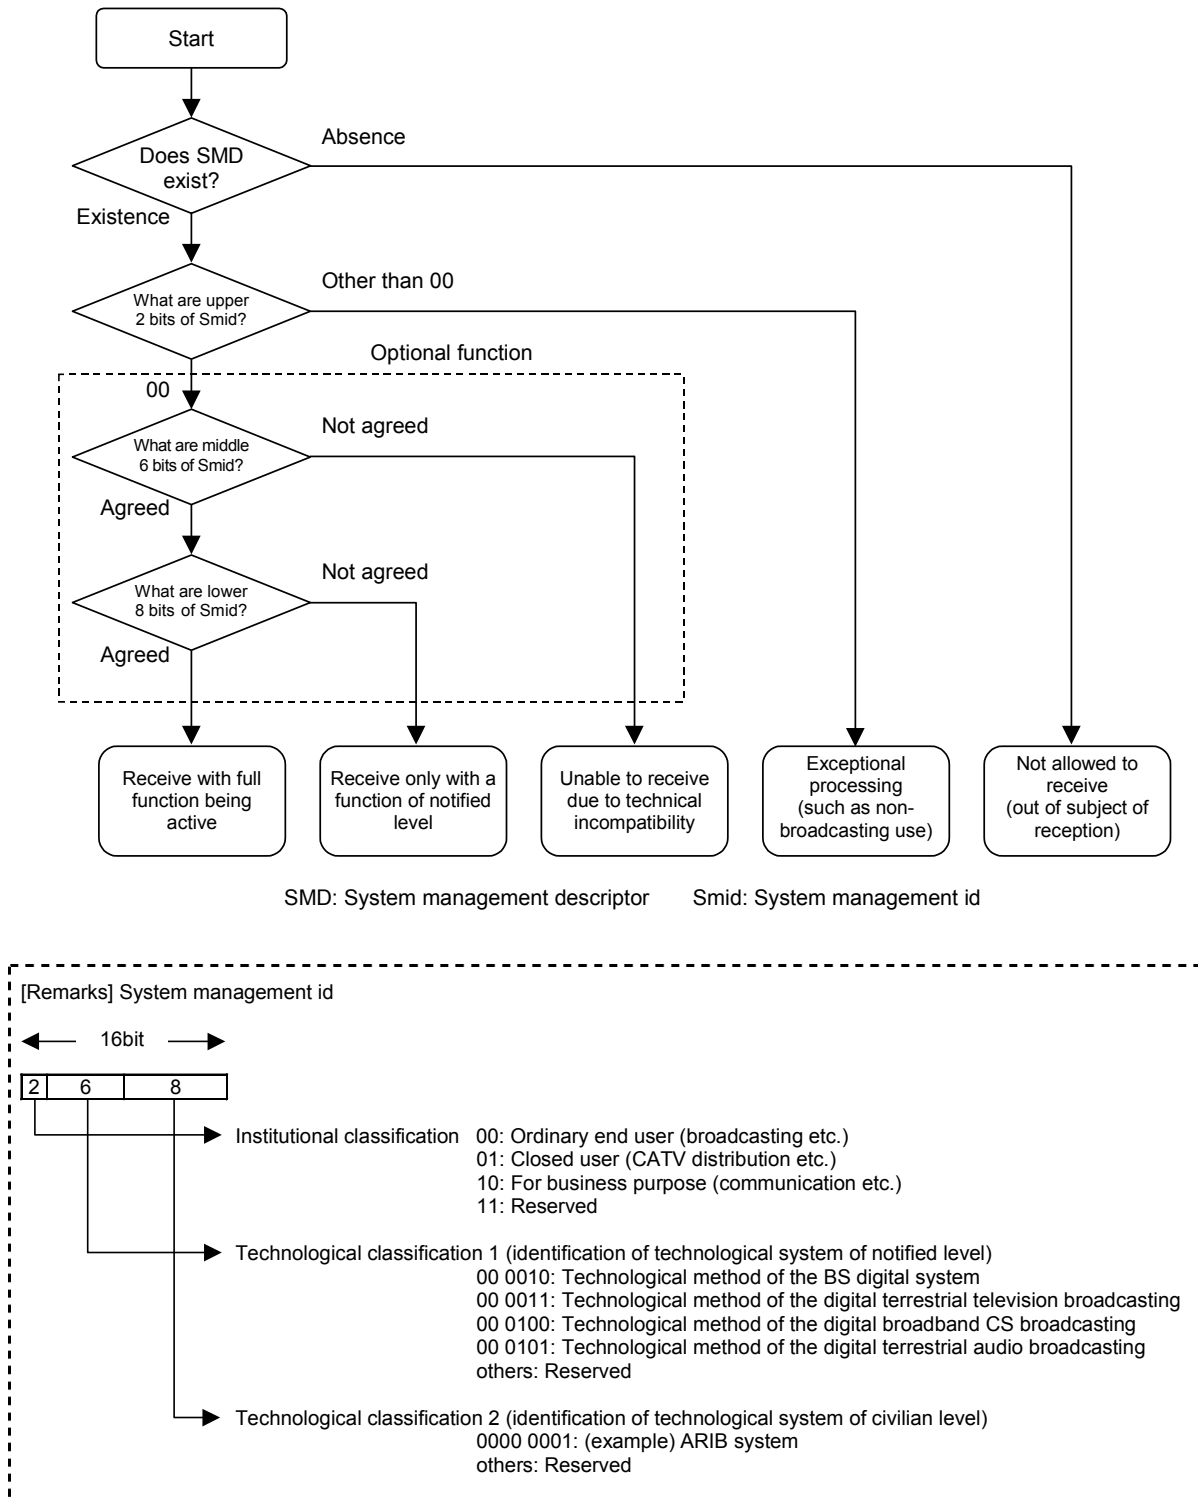 Start
Does SMD
exist?
Absence
Existence
What are upper
2 bits of Smid?
Other than 00
Optional function
00
What are middle
6 bits of Smid?
Not agreed
Agreed
What are lower
8 bits of Smid?
Not agreed
Agreed
Receive with full
function being
active
Receive only with a
function of notified
level
Unable to receive
due to technical
incompatibility
Exceptional
processing
(such as non-
broadcasting use)
Not allowed to
receive
(out of subject of
reception)
SMD: System management descriptor Smid: System management id
[Remarks] System management id
16bit
2 6 8
Institutional classification 00: Ordinary end user (broadcasting etc.)
01: Closed user (CATV distribution etc.)
10: For business purpose (communication etc.)
11: Reserved
Technological classification 1 (identification of technological system of notified level)
00 0010: Technological method of the BS digital system
00 0011: Technological method of the digital terrestrial television broadcasting
00 0100: Technological method of the digital broadband CS broadcasting
00 0101: Technological method of the digital terrestrial audio broadcasting
others: Reserved
Technological classification 2 (identification of technological system of civilian level)
0000 0001: (example) ARIB system
others: Reserved